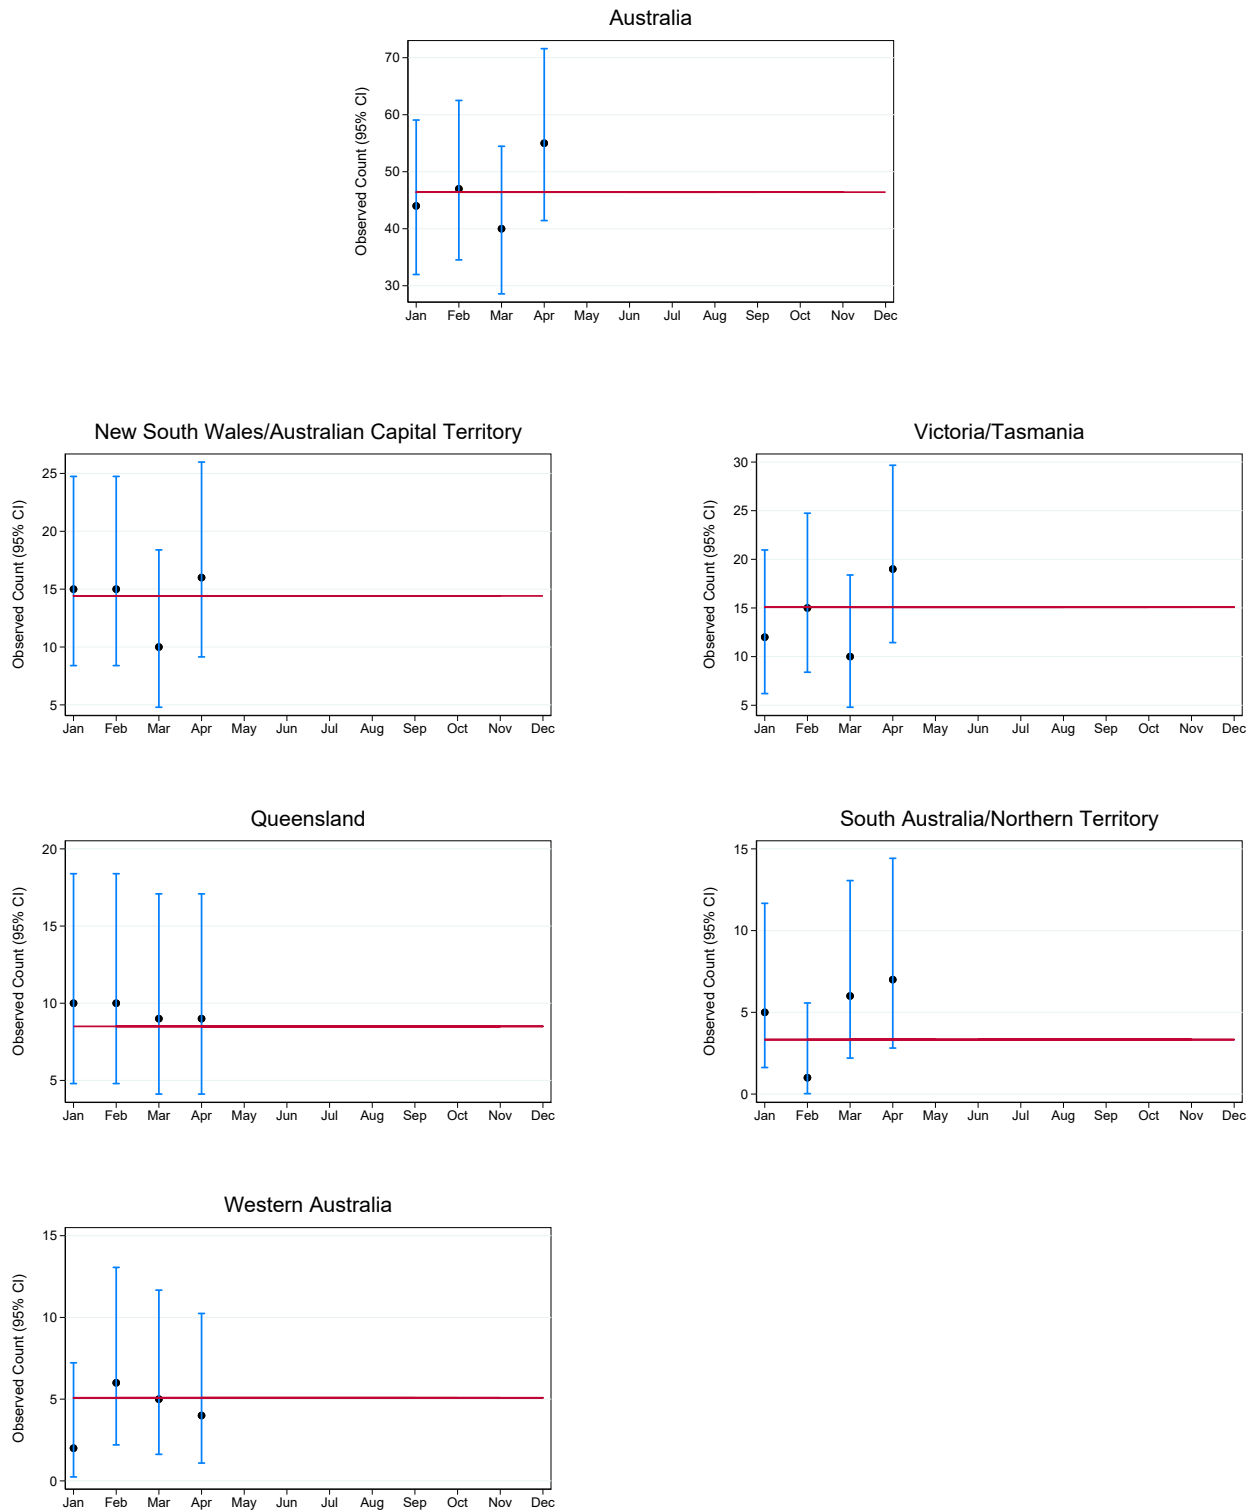 Australia
Observed Count (95% CI)
70
60
50
40
30
Jan Feb Mar Apr May Jun Jul Aug Sep Oct Nov Dec
New South Wales/Australian Capital Territory
Observed Count (95% CI)
25
20
15
10
5
Jan Feb Mar Apr May Jun Jul Aug Sep Oct Nov Dec
Victoria/Tasmania
Observed Count (95% CI)
30
25
20
15
10
5
Jan Feb Mar Apr May Jun Jul Aug Sep Oct Nov Dec
Queensland
Observed Count (95% CI)
20
15
10
5
Jan Feb Mar Apr May Jun Jul Aug Sep Oct Nov Dec
South Australia/Northern Territory
Observed Count (95% CI)
15
10
5
0
Jan Feb Mar Apr May Jun Jul Aug Sep Oct Nov Dec
Western Australia
Observed Count (95% CI)
15
10
5
0
Jan Feb Mar Apr May Jun Jul Aug Sep Oct Nov Dec